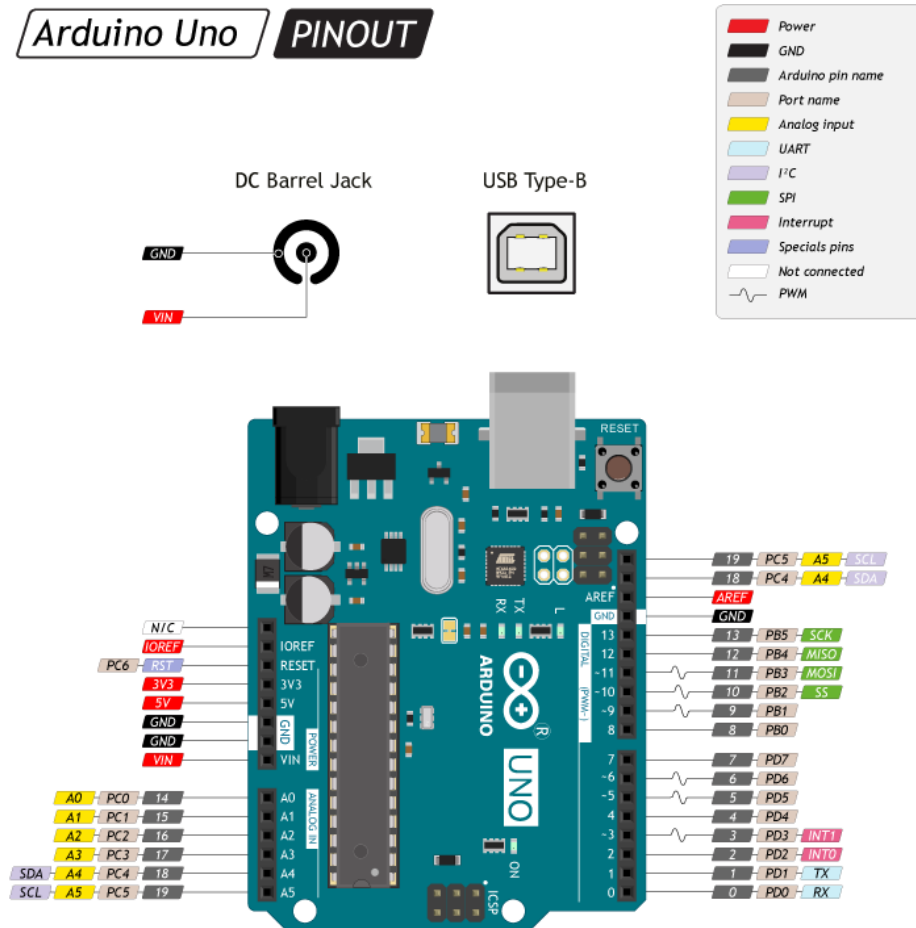 Arduino Uno PINOUT
Power
GND
Arduino pin name
Port name
Analog input
UART
I²C
SPI
Interrupt
Specials pins
Not connected
PWM
DC Barrel Jack
USB Type-B
GND
VIN
RESET
19 PC5 A5 SCL
18 PC4 A4 SDA
AREF AREF
GND GND
13 13 PB5 SCK
12 12 PB4 MISO
~11 11 PB3 MOSI
~10 10 PB2 SS
~9 9 PB1
8 8 PB0
7 7 PD7
~6 6 PD6
~5 5 PD5
4 4 PD4
~3 3 PD3 INT1
2 2 PD2 INT0
1 1 PD1 TX
0 0 PD0 RX
N/C
IOREF IOREF
PC6 RST RESET
3V3 3V3
5V 5V
GND GND
GND
VIN VIN
POWER
A0 PC0 14 A0
A1 PC1 15 A1
A2 PC2 16 A2
A3 PC3 17 A3
SDA A4 PC4 18 A4
SCL A5 PC5 19 A5
ANALOG IN
M7
RX
TX
L
DIGITAL (PWM~)
ARDUINO
R
UNO
ON
ICSP